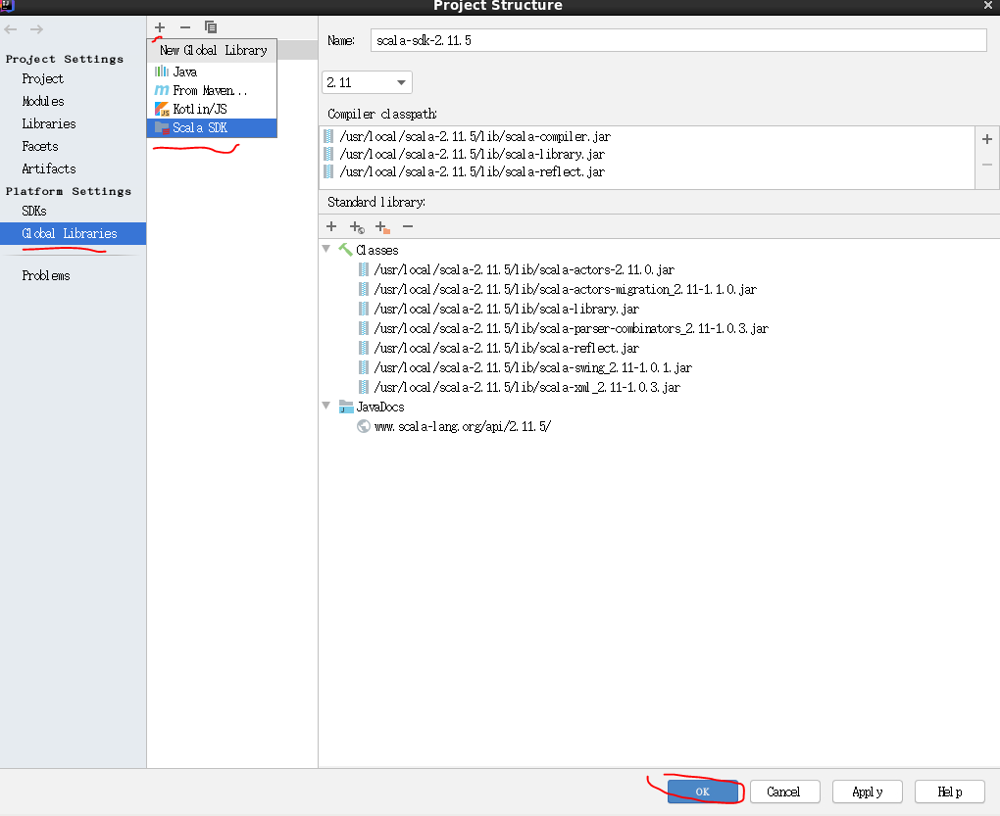 Project Structure
Project Settings
Project
Modules
Libraries
Facets
Artifacts
Platform Settings
SDKs
Global Libraries
Problems
New Global Library
Java
From Maven...
Kotlin/JS
Scala SDK
Name: scala-sdk-2.11.5
2.11
Compiler classpath:
/usr/local/scala-2.11.5/lib/scala-compiler.jar
/usr/local/scala-2.11.5/lib/scala-library.jar
/usr/local/scala-2.11.5/lib/scala-reflect.jar
Standard library:
Classes
/usr/local/scala-2.11.5/lib/scala-actors-2.11.0.jar
/usr/local/scala-2.11.5/lib/scala-actors-migration_2.11-1.1.0.jar
/usr/local/scala-2.11.5/lib/scala-library.jar
/usr/local/scala-2.11.5/lib/scala-parser-combinators_2.11-1.0.3.jar
/usr/local/scala-2.11.5/lib/scala-reflect.jar
/usr/local/scala-2.11.5/lib/scala-swing_2.11-1.0.1.jar
/usr/local/scala-2.11.5/lib/scala-xml_2.11-1.0.3.jar
JavaDocs
www.scala-lang.org/api/2.11.5/
OK Cancel Apply Help